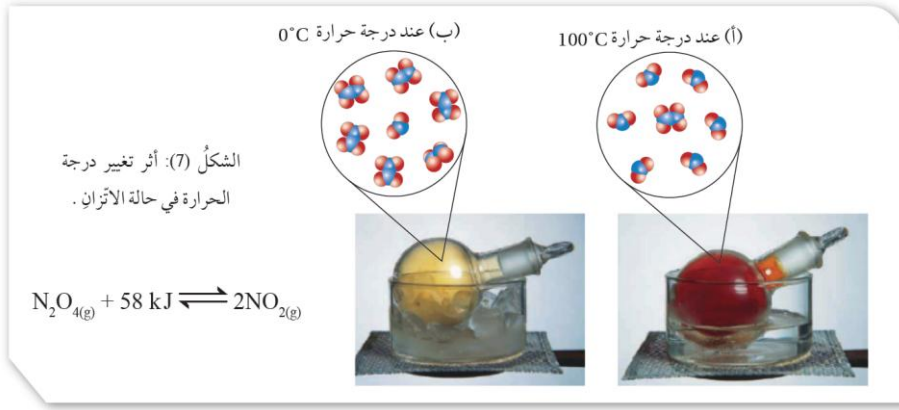 (أ) عند درجة حرارة 100°C
(ب) عند درجة حرارة 0°C
الشكلُ (7): أثر تغيير درجة
الحرارة في حالة الاتّزانِ .
N₂O₄(g) + 58 kJ ⇌ 2NO₂(g)